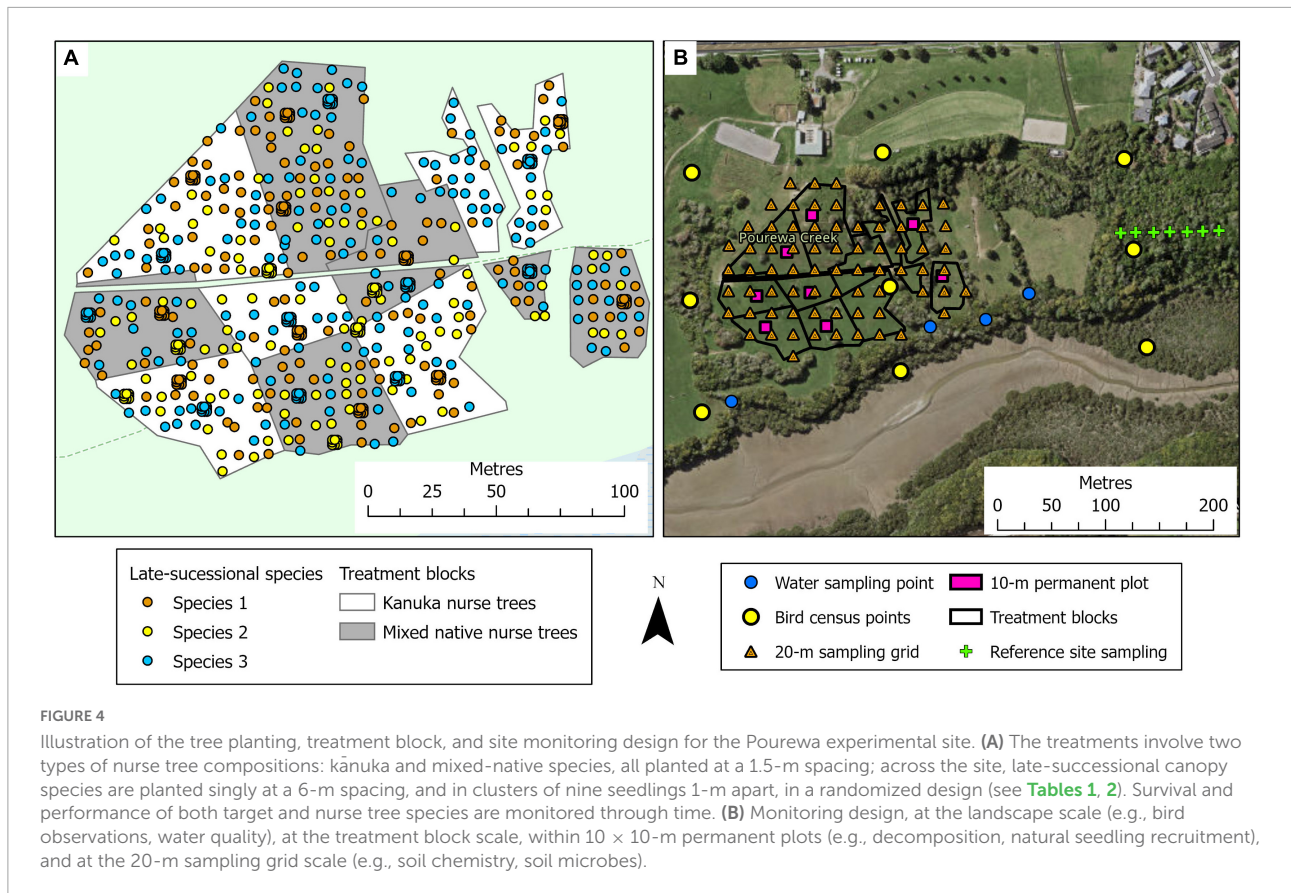 A
Metres
0 25 50 100
B
Pourewa Creek
Metres
0 50 100 200
Late-sucessional species
Species 1
Species 2
Species 3
Treatment blocks
Kanuka nurse trees
Mixed native nurse trees
N
Water sampling point
Bird census points
20-m sampling grid
10-m permanent plot
Treatment blocks
Reference site sampling
FIGURE 4
Illustration of the tree planting, treatment block, and site monitoring design for the Pourewa experimental site. (A) The treatments involve two
types of nurse tree compositions: kānuka and mixed-native species, all planted at a 1.5-m spacing; across the site, late-successional canopy
species are planted singly at a 6-m spacing, and in clusters of nine seedlings 1-m apart, in a randomized design (see Tables 1, 2). Survival and
performance of both target and nurse tree species are monitored through time. (B) Monitoring design, at the landscape scale (e.g., bird
observations, water quality), at the treatment block scale, within 10 × 10-m permanent plots (e.g., decomposition, natural seedling recruitment),
and at the 20-m sampling grid scale (e.g., soil chemistry, soil microbes).